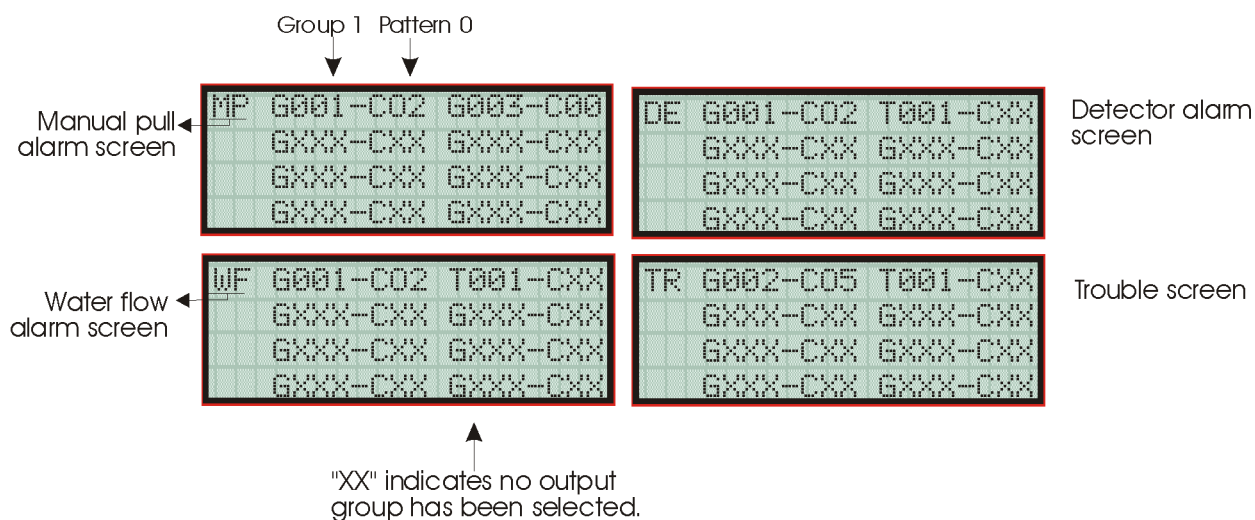 Group 1 Pattern 0
Manual pull
alarm screen
MP G001-C02 G003-C00
GXXX-CXX GXXX-CXX
GXXX-CXX GXXX-CXX
GXXX-CXX GXXX-CXX
DE G001-C02 T001-CXX
GXXX-CXX GXXX-CXX
GXXX-CXX GXXX-CXX
GXXX-CXX GXXX-CXX
Detector alarm
screen
Water flow
alarm screen
WF G001-C02 T001-CXX
GXXX-CXX GXXX-CXX
GXXX-CXX GXXX-CXX
GXXX-CXX GXXX-CXX
TR G002-C05 T001-CXX
GXXX-CXX GXXX-CXX
GXXX-CXX GXXX-CXX
GXXX-CXX GXXX-CXX
Trouble screen
"XX" indicates no output
group has been selected.